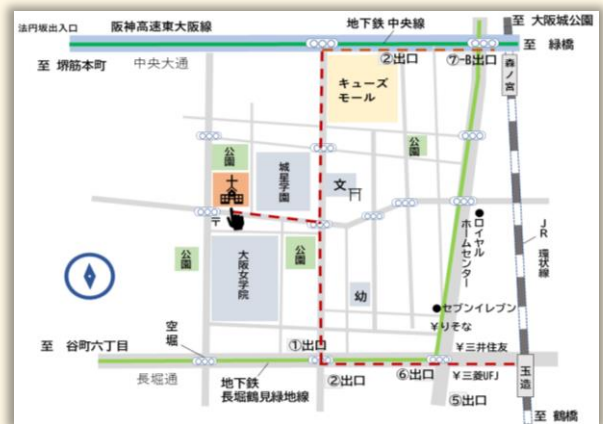 法円坂出入口
阪神高速東大阪線
地下鉄 中央線
至 大阪城公園
至 緑橋
至 堺筋本町
中央大通
②出口
⑦-B出口
森ノ宮
キューズ
モール
公園
公園
城星学園
文
〒
ロイヤル
ホームセンター
JR 環状線
公園
大阪女学院
公園
幼
セブンイレブン
¥りそな
空堀
①出口
至 谷町六丁目
¥三井住友
玉造
長堀通
地下鉄
長堀鶴見緑地線
②出口
⑥出口
¥三菱UFJ
⑤出口
至 鶴橋